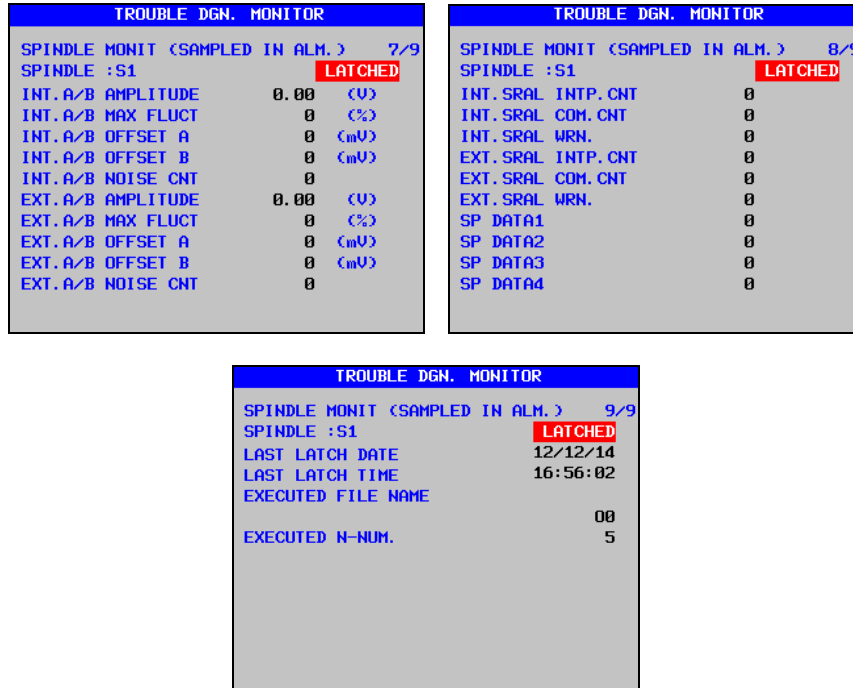 TROUBLE DGN. MONITOR
SPINDLE MONIT (SAMPLED IN ALM.) 7/9
SPINDLE :S1 LATCHED
INT.A/B AMPLITUDE 0.00 (V)
INT.A/B MAX FLUCT 0 (%)
INT.A/B OFFSET A 0 (mV)
INT.A/B OFFSET B 0 (mV)
INT.A/B NOISE CNT 0
EXT.A/B AMPLITUDE 0.00 (V)
EXT.A/B MAX FLUCT 0 (%)
EXT.A/B OFFSET A 0 (mV)
EXT.A/B OFFSET B 0 (mV)
EXT.A/B NOISE CNT 0
TROUBLE DGN. MONITOR
SPINDLE MONIT (SAMPLED IN ALM.) 8/9
SPINDLE :S1 LATCHED
INT.SRAL INTP.CNT 0
INT.SRAL COM.CNT 0
INT.SRAL WRN. 0
EXT.SRAL INTP.CNT 0
EXT.SRAL COM.CNT 0
EXT.SRAL WRN. 0
SP DATA1 0
SP DATA2 0
SP DATA3 0
SP DATA4 0
TROUBLE DGN. MONITOR
SPINDLE MONIT (SAMPLED IN ALM.) 9/9
SPINDLE :S1 LATCHED
LAST LATCH DATE 12/12/14
LAST LATCH TIME 16:56:02
EXECUTED FILE NAME
O0
EXECUTED N-NUM. 5